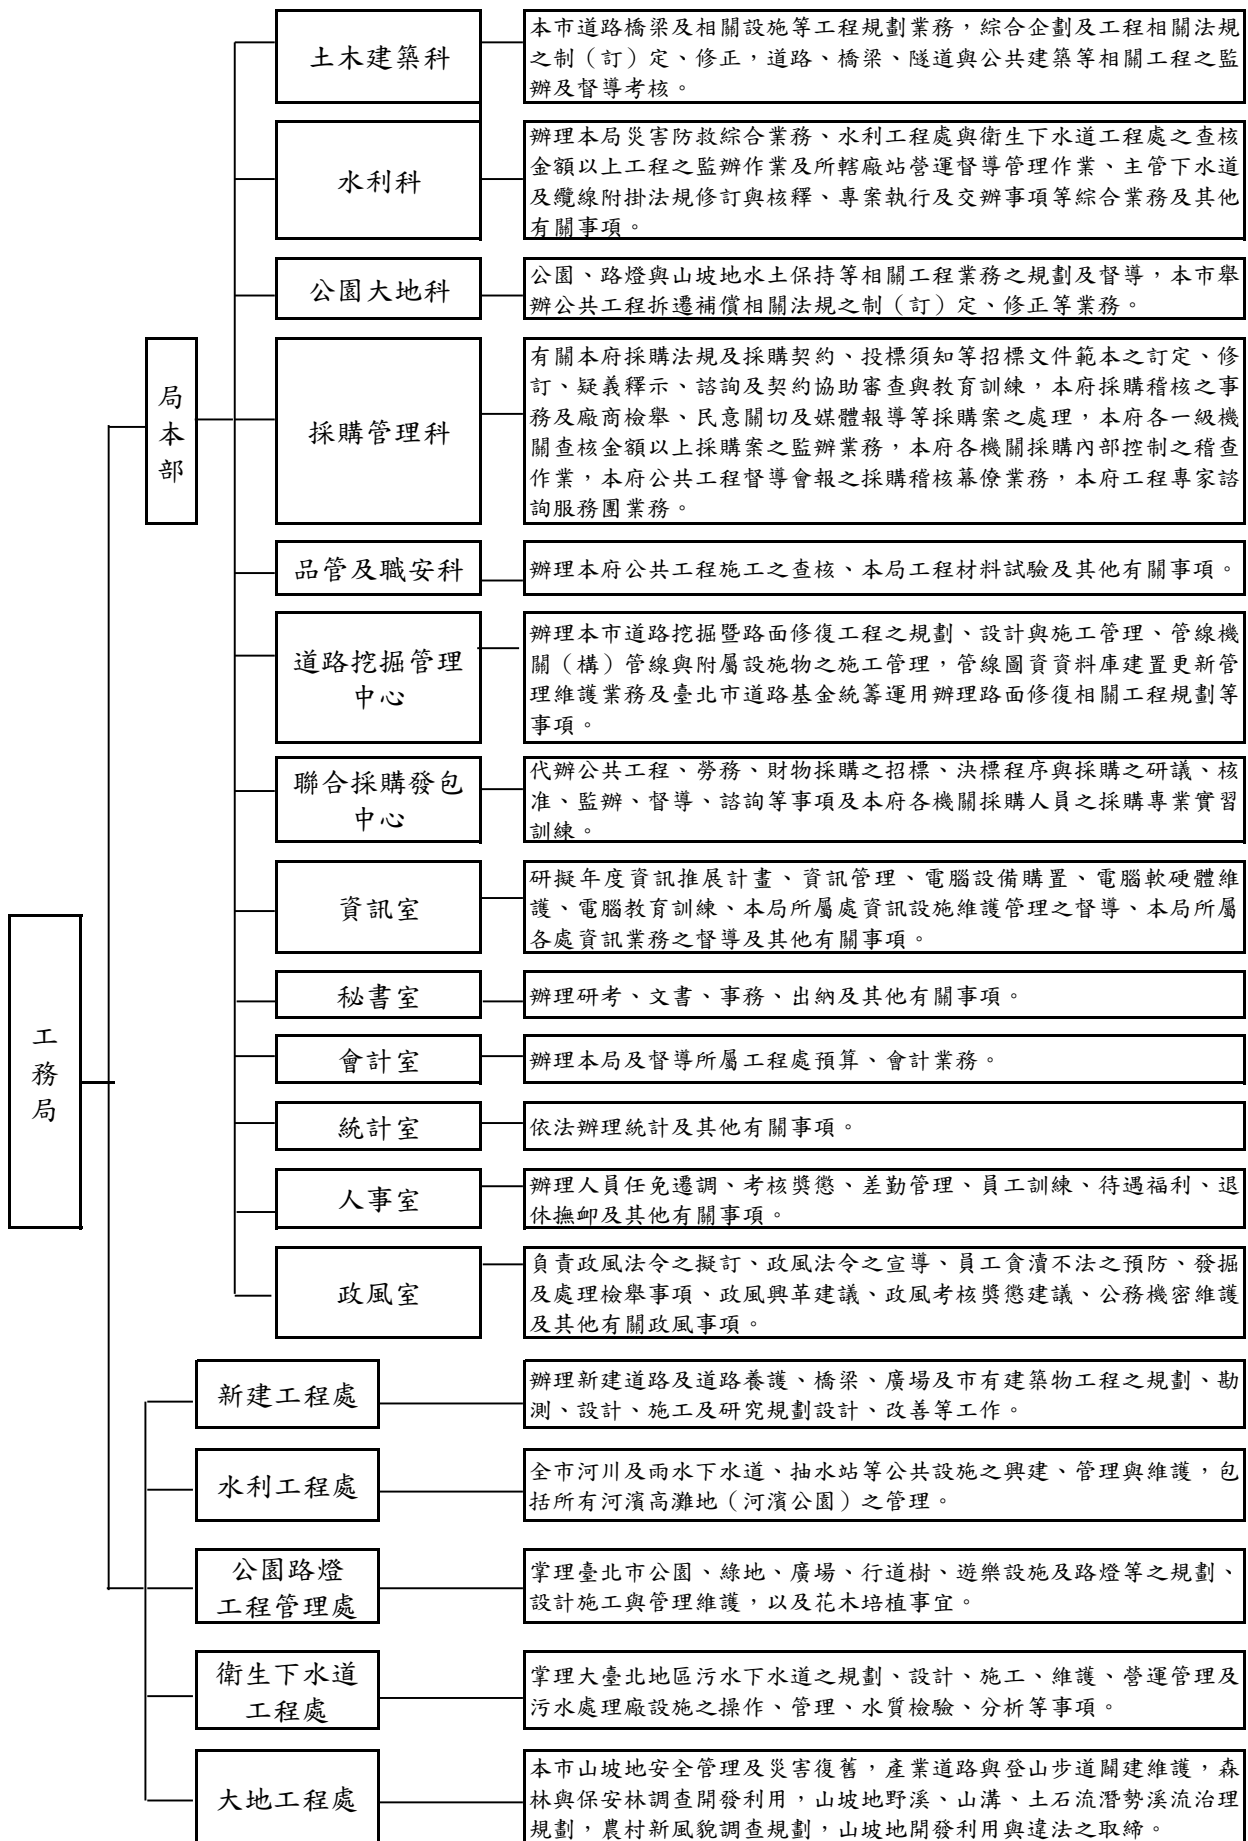 工務局
局本部
土木建築科
本市道路橋梁及相關設施等工程規劃業務，綜合企劃及工程相關法規
之制（訂）定、修正，道路、橋梁、隧道與公共建築等相關工程之監
辦及督導考核。
水利科
辦理本局災害防救綜合業務、水利工程處與衛生下水道工程處之查核
金額以上工程之監辦作業及所轄廠站營運督導管理作業、主管下水道
及纜線附掛法規修訂與核釋、專案執行及交辦事項等綜合業務及其他
有關事項。
公園大地科
公園、路燈與山坡地水土保持等相關工程業務之規劃及督導，本市舉
辦公共工程拆遷補償相關法規之制（訂）定、修正等業務。
採購管理科
有關本府採購法規及採購契約、投標須知等招標文件範本之訂定、修
訂、疑義釋示、諮詢及契約協助審查與教育訓練，本府採購稽核之事
務及廠商檢舉、民意關切及媒體報導等採購案之處理，本府各一級機
關查核金額以上採購案之監辦業務，本府各機關採購內部控制之稽查
作業，本府公共工程督導會報之採購稽核幕僚業務，本府工程專家諮
詢服務團業務。
品管及職安科
辦理本府公共工程施工之查核、本局工程材料試驗及其他有關事項。
道路挖掘管理
中心
辦理本市道路挖掘暨路面修復工程之規劃、設計與施工管理、管線機
關（構）管線與附屬設施物之施工管理，管線圖資資料庫建置更新管
理維護業務及臺北市道路基金統籌運用辦理路面修復相關工程規劃等
事項。
聯合採購發包
中心
代辦公共工程、勞務、財物採購之招標、決標程序與採購之研議、核
准、監辦、督導、諮詢等事項及本府各機關採購人員之採購專業實習
訓練。
資訊室
研擬年度資訊推展計畫、資訊管理、電腦設備購置、電腦軟硬體維
護、電腦教育訓練、本局所屬處資訊設施維護管理之督導、本局所屬
各處資訊業務之督導及其他有關事項。
秘書室
辦理研考、文書、事務、出納及其他有關事項。
會計室
辦理本局及督導所屬工程處預算、會計業務。
統計室
依法辦理統計及其他有關事項。
人事室
辦理人員任免遷調、考核獎懲、差勤管理、員工訓練、待遇福利、退
休撫卹及其他有關事項。
政風室
負責政風法令之擬訂、政風法令之宣導、員工貪瀆不法之預防、發掘
及處理檢舉事項、政風興革建議、政風考核獎懲建議、公務機密維護
及其他有關政風事項。
新建工程處
辦理新建道路及道路養護、橋梁、廣場及市有建築物工程之規劃、勘
測、設計、施工及研究規劃設計、改善等工作。
水利工程處
全市河川及雨水下水道、抽水站等公共設施之興建、管理與維護，包
括所有河濱高灘地（河濱公園）之管理。
公園路燈
工程管理處
掌理臺北市公園、綠地、廣場、行道樹、遊樂設施及路燈等之規劃、
設計施工與管理維護，以及花木培植事宜。
衛生下水道
工程處
掌理大臺北地區污水下水道之規劃、設計、施工、維護、營運管理及
污水處理廠設施之操作、管理、水質檢驗、分析等事項。
大地工程處
本市山坡地安全管理及災害復舊，產業道路與登山步道闢建維護，森
林與保安林調查開發利用，山坡地野溪、山溝、土石流潛勢溪流治理
規劃，農村新風貌調查規劃，山坡地開發利用與違法之取締。